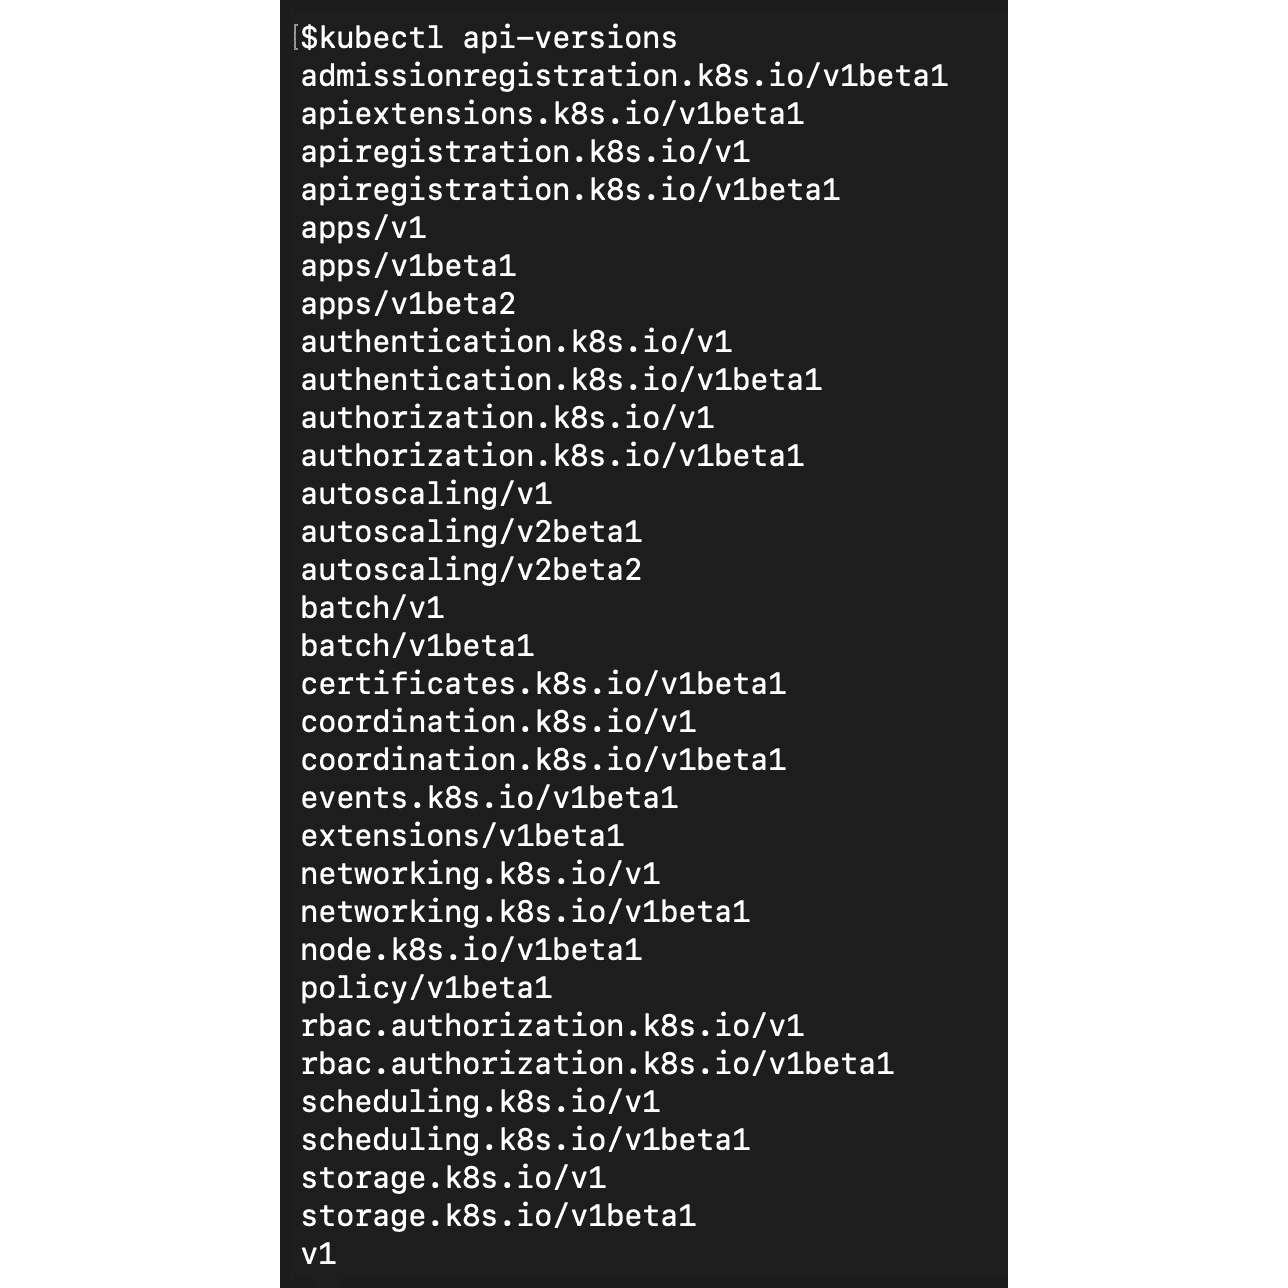 [$kubectl api-versions
admissionregistration.k8s.io/v1beta1
apiextensions.k8s.io/v1beta1
apiregistration.k8s.io/v1
apiregistration.k8s.io/v1beta1
apps/v1
apps/v1beta1
apps/v1beta2
authentication.k8s.io/v1
authentication.k8s.io/v1beta1
authorization.k8s.io/v1
authorization.k8s.io/v1beta1
autoscaling/v1
autoscaling/v2beta1
autoscaling/v2beta2
batch/v1
batch/v1beta1
certificates.k8s.io/v1beta1
coordination.k8s.io/v1
coordination.k8s.io/v1beta1
events.k8s.io/v1beta1
extensions/v1beta1
networking.k8s.io/v1
networking.k8s.io/v1beta1
node.k8s.io/v1beta1
policy/v1beta1
rbac.authorization.k8s.io/v1
rbac.authorization.k8s.io/v1beta1
scheduling.k8s.io/v1
scheduling.k8s.io/v1beta1
storage.k8s.io/v1
storage.k8s.io/v1beta1
v1